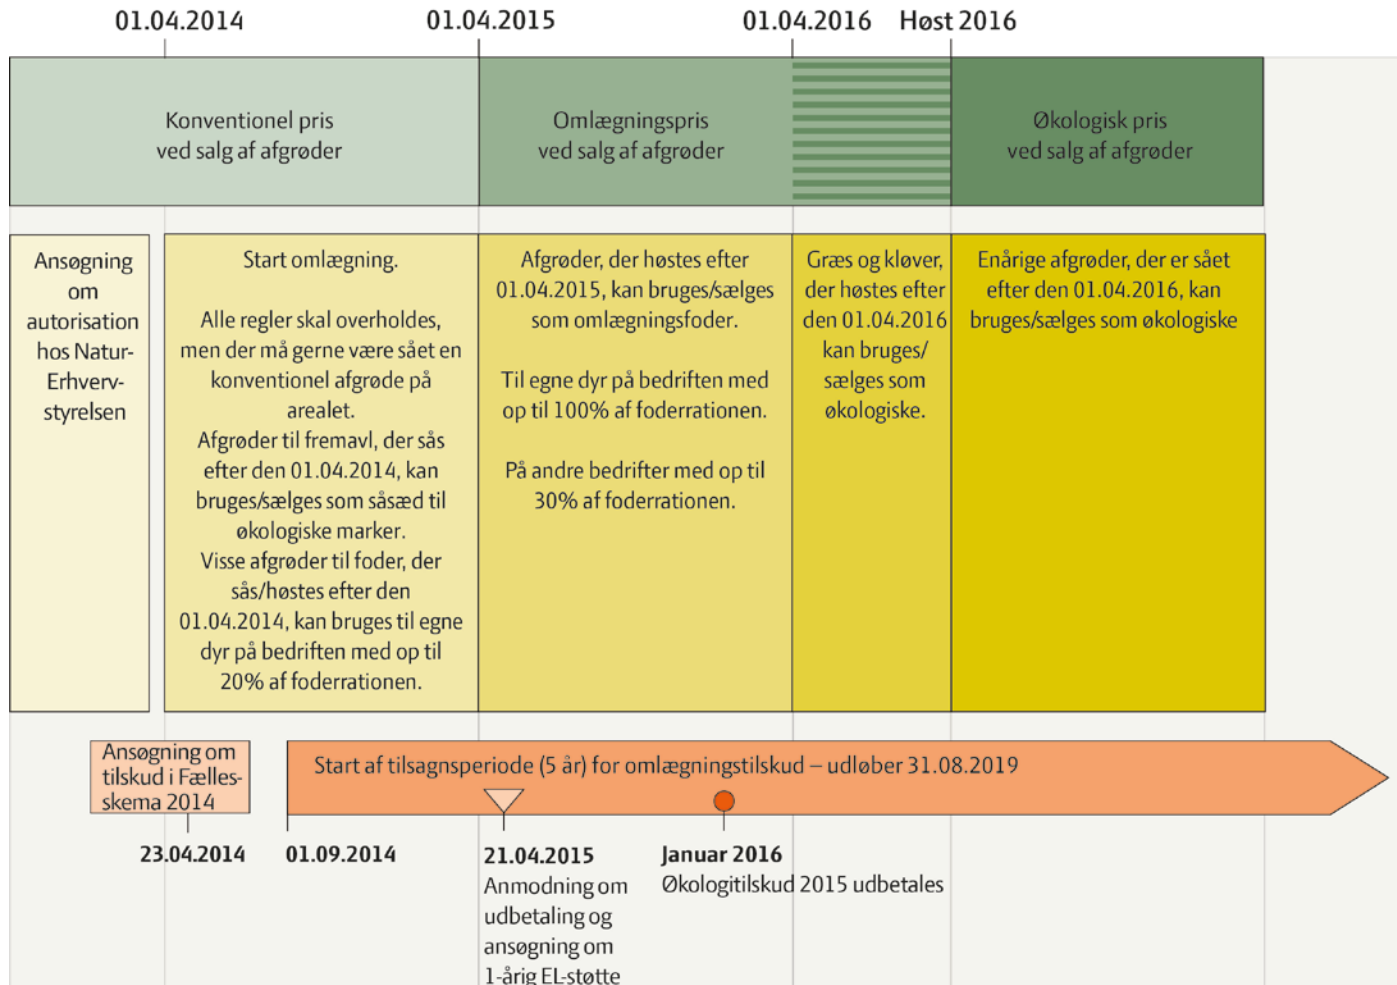 01.04.2014
01.04.2015
01.04.2016
Høst 2016
Konventionel pris
ved salg af afgrøder
Omlægningspris
ved salg af afgrøder
Økologisk pris
ved salg af afgrøder
Ansøgning
om
autorisation
hos Natur-
Erhverv-
styrelsen
Start omlægning.
Alle regler skal overholdes,
men der må gerne være sået en
konventionel afgrøde på
arealet.
Afgrøder til fremavl, der sås
efter den 01.04.2014, kan
bruges/sælges som såsæd til
økologiske marker.
Visse afgrøder til foder, der
sås/høstes efter den
01.04.2014, kan bruges til egne
dyr på bedriften med op til
20% af foderrationen.
Afgrøder, der høstes efter
01.04.2015, kan bruges/sælges
som omlægningsfoder.
Til egne dyr på bedriften med
op til 100% af foderrationen.
På andre bedrifter med op til
30% af foderrationen.
Græs og kløver,
der høstes efter
den 01.04.2016
kan bruges/
sælges som
økologiske.
Enårige afgrøder, der er sået
efter den 01.04.2016, kan
bruges/sælges som økologiske
Ansøgning om
tilskud i Fælles-
skema 2014
23.04.2014
Start af tilsagnsperiode (5 år) for omlægningstilskud – udløber 31.08.2019
01.09.2014
21.04.2015
Anmodning om
udbetaling og
ansøgning om
1-årig EL-støtte
Januar 2016
Økologitilskud 2015 udbetales